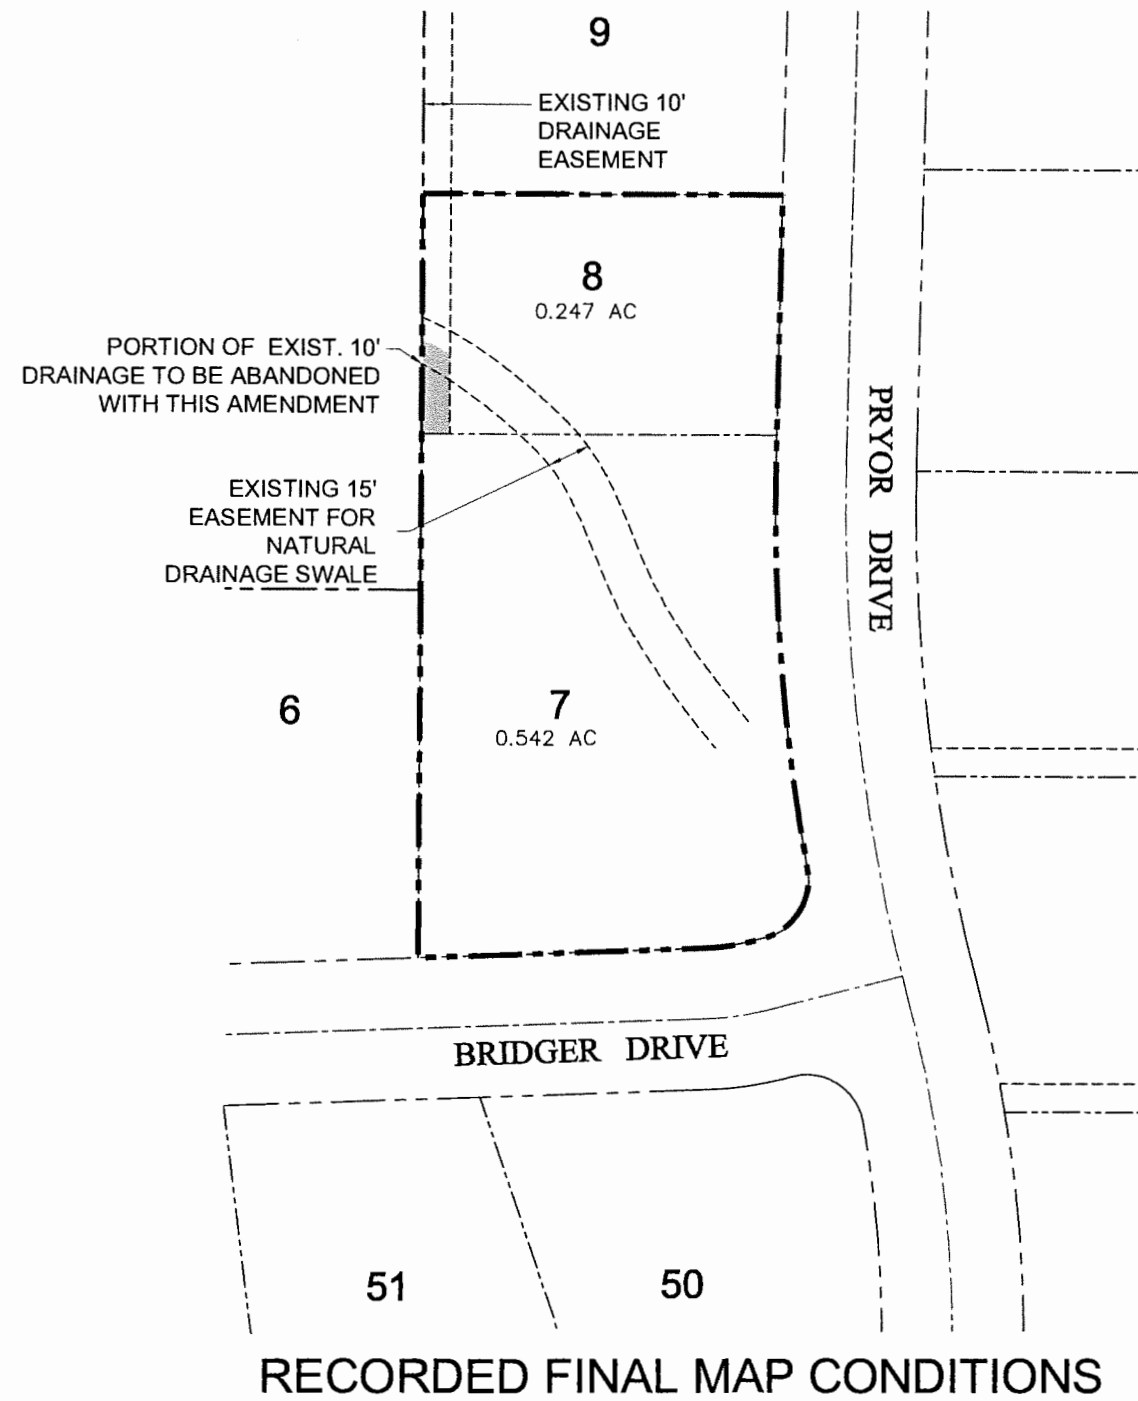 9
EXISTING 10'
DRAINAGE
EASEMENT
8
0.247 AC
PORTION OF EXIST. 10'
DRAINAGE TO BE ABANDONED
WITH THIS AMENDMENT
PRYOR DRIVE
EXISTING 15'
EASEMENT FOR
NATURAL
DRAINAGE SWALE
6
7
0.542 AC
BRIDGER DRIVE
51
50
RECORDED FINAL MAP CONDITIONS